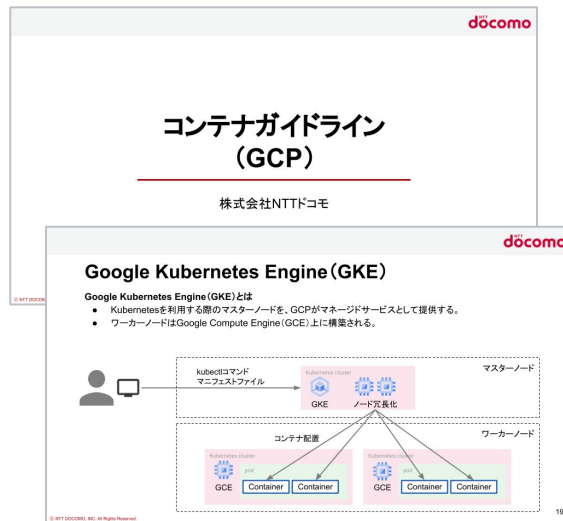 NTT
döcomo
コンテナガイドライン
（GCP）
株式会社NTTドコモ
© NTT DOCOM
NTT
döcomo
Google Kubernetes Engine（GKE）
Google Kubernetes Engine（GKE）とは
● Kubernetesを利用する際のマスターノードを、GCPがマネージドサービスとして提供する。
● ワーカーノードはGoogle Compute Engine（GCE）上に構築される。
マスターノード
kubectlコマンド
マニフェストファイル
Kubernetes cluster
GKE ノード冗長化
ワーカーノード
コンテナ配置
Kubernetes cluster
pod
GCE Container Container
Kubernetes cluster
pod
GCE Container Container
© NTT DOCOMO, INC. All Rights Reserved.
19